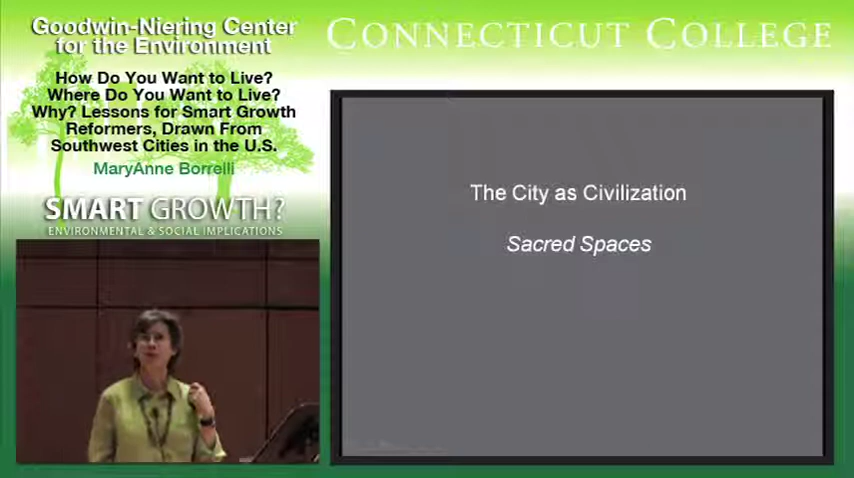 Goodwin-Niering Center
for the Environment
CONNECTICUT COLLEGE
How Do You Want to Live?
Where Do You Want to Live?
Why? Lessons for Smart Growth
Reformers, Drawn From
Southwest Cities in the U.S.
MaryAnne Borrelli
SMART GROWTH?
ENVIRONMENTAL & SOCIAL IMPLICATIONS
The City as Civilization
Sacred Spaces